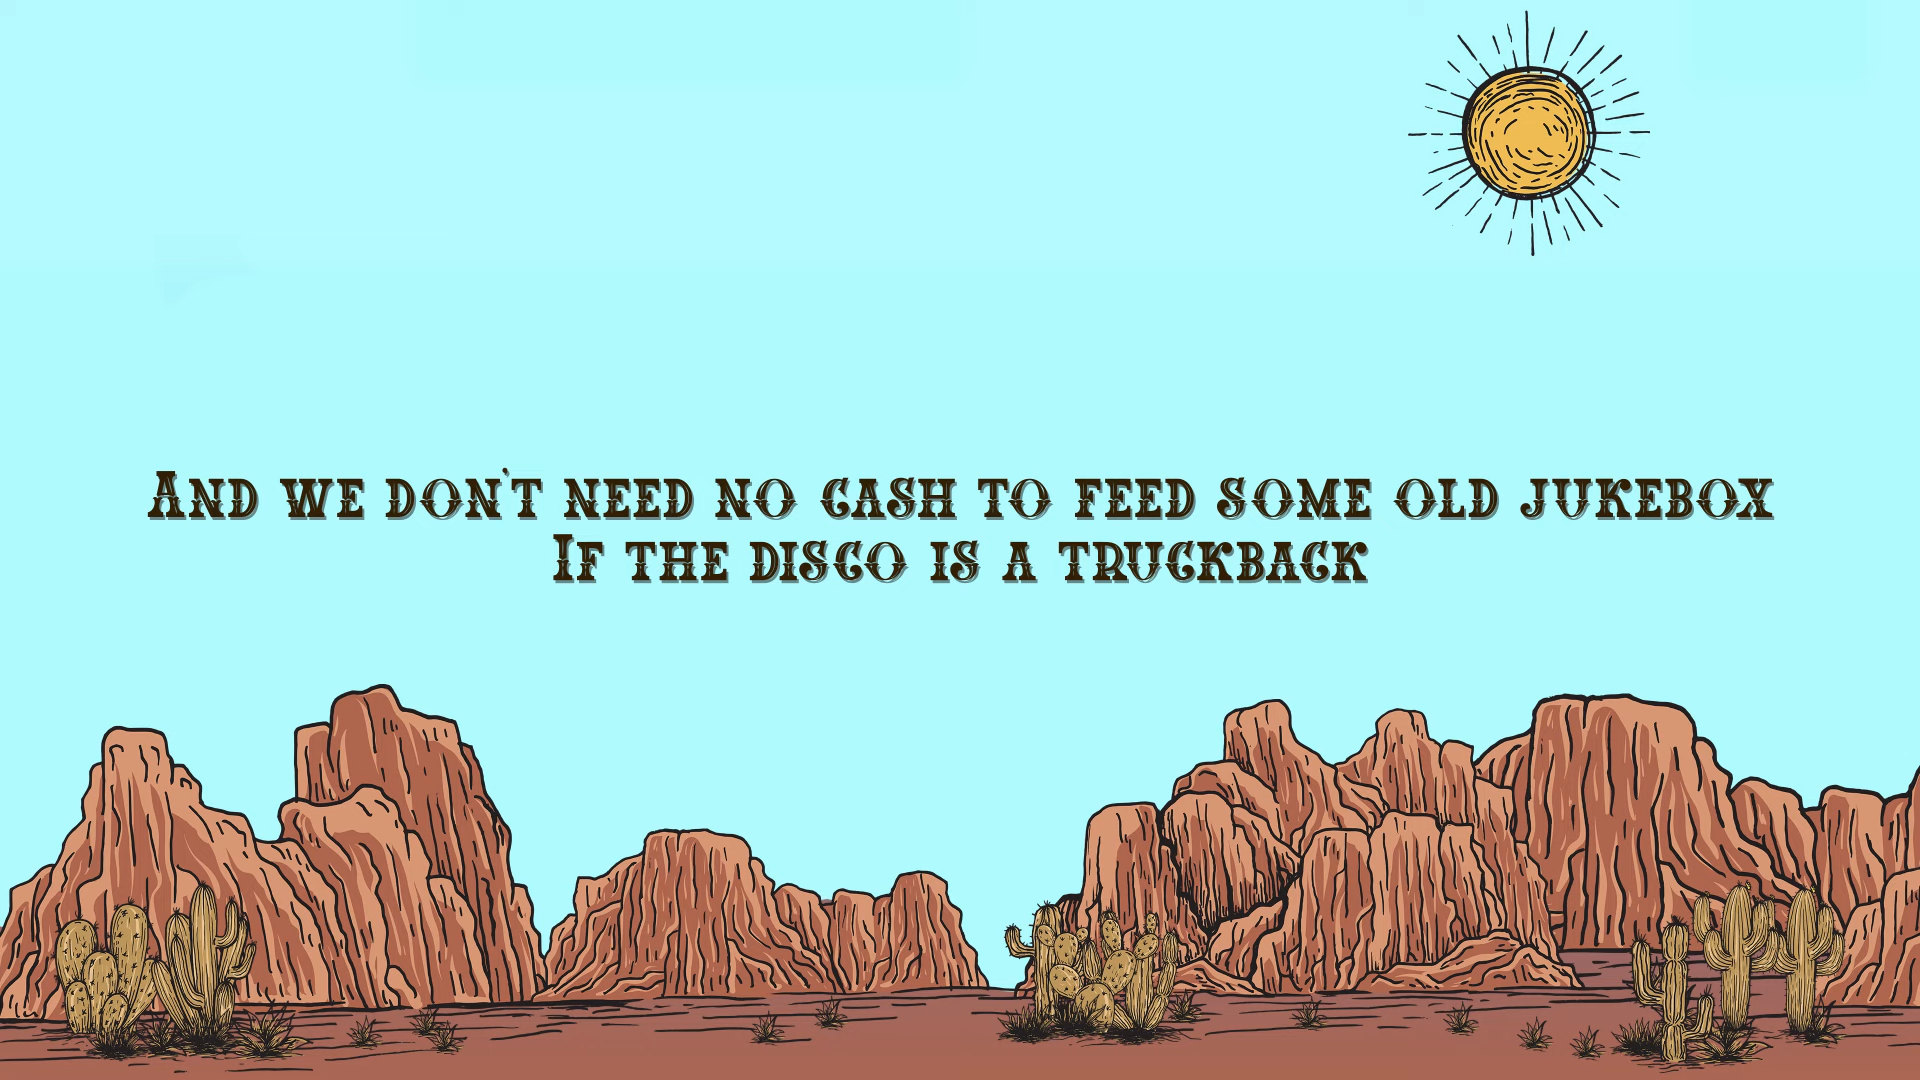 And we don't need no cash to feed some old jukebox
If the disco is a truckback